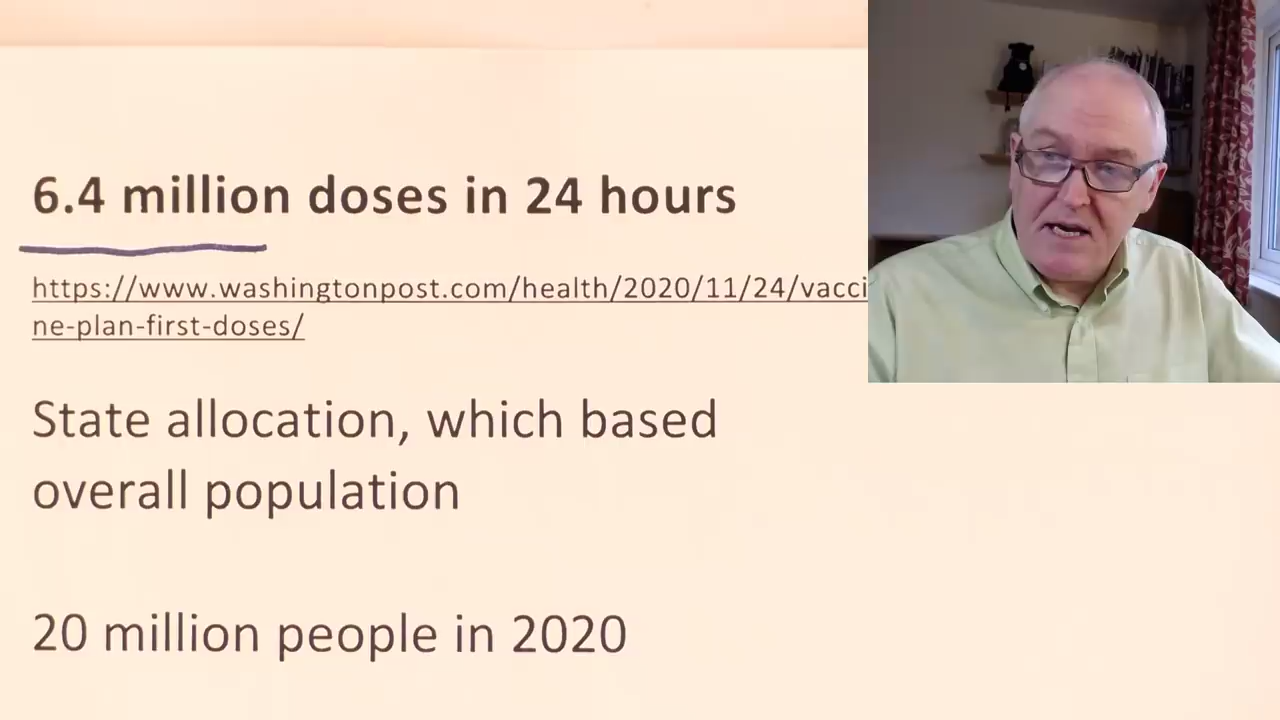 6.4 million doses in 24 hours
https://www.washingtonpost.com/health/2020/11/24/vacci
ne-plan-first-doses/
State allocation, which based
overall population
20 million people in 2020